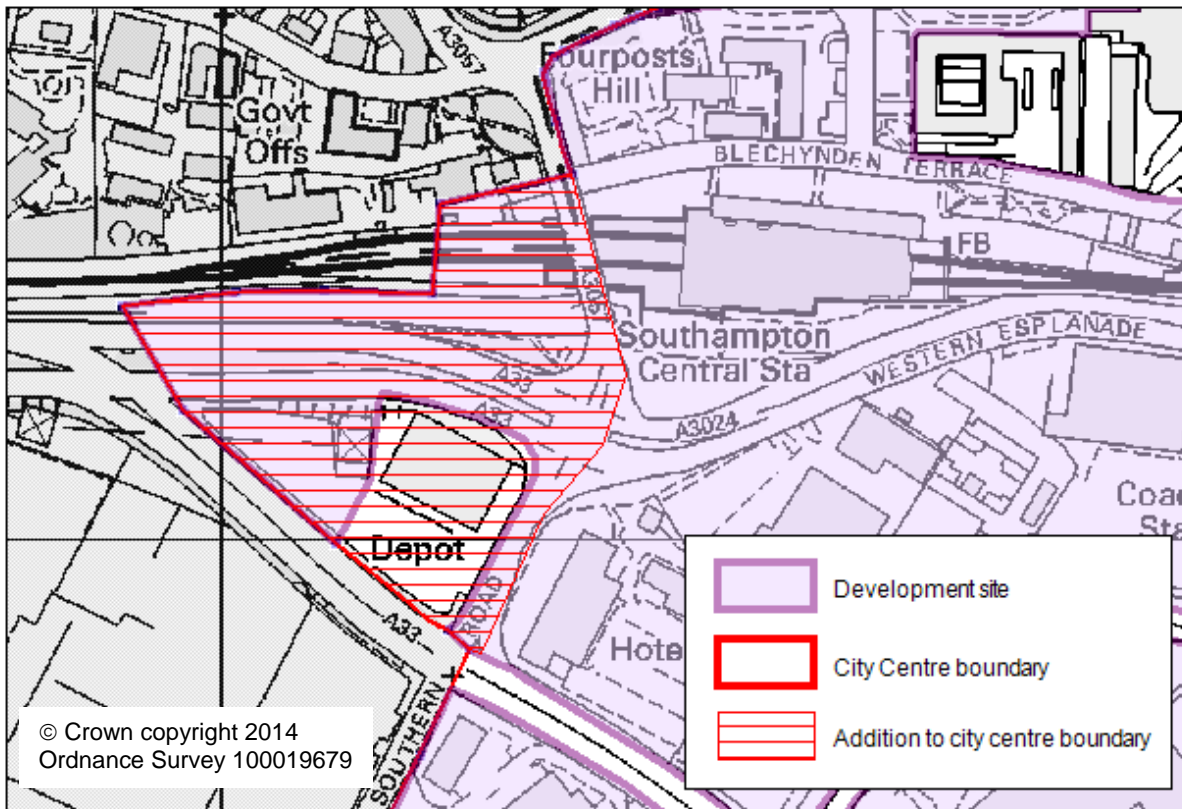 A3057
Fourposts
Hill
Govt
Offs
BLECHYNDEN TERRACE
FB
A3057
Southampton
Central Sta
WESTERN ESPLANADE
A33
A33
A3024
Depot
ROAD
A33
SOUTHERN
Hote
Coac
Sta
Development site
City Centre boundary
Addition to city centre boundary
© Crown copyright 2014
Ordnance Survey 100019679